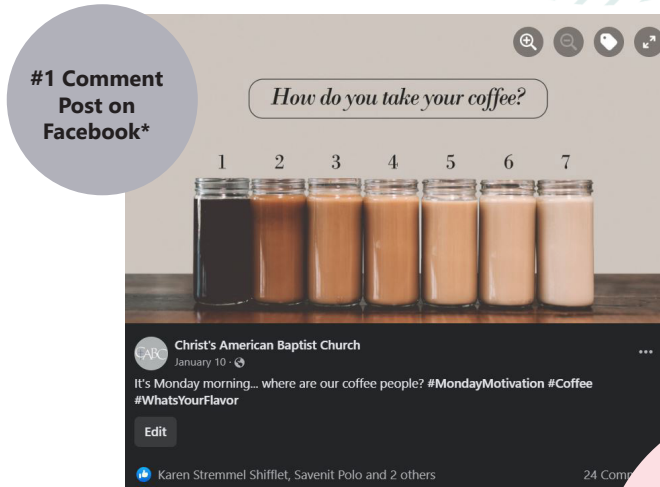 #1 Comment
Post on
Facebook*
How do you take your coffee?
1 2 3 4 5 6 7
CABC
Christ's American Baptist Church
January 10 ·
It's Monday morning... where are our coffee people? #MondayMotivation #Coffee
#WhatsYourFlavor
Edit
Karen Stremmel Shifflet, Savenit Polo and 2 others
24 Com